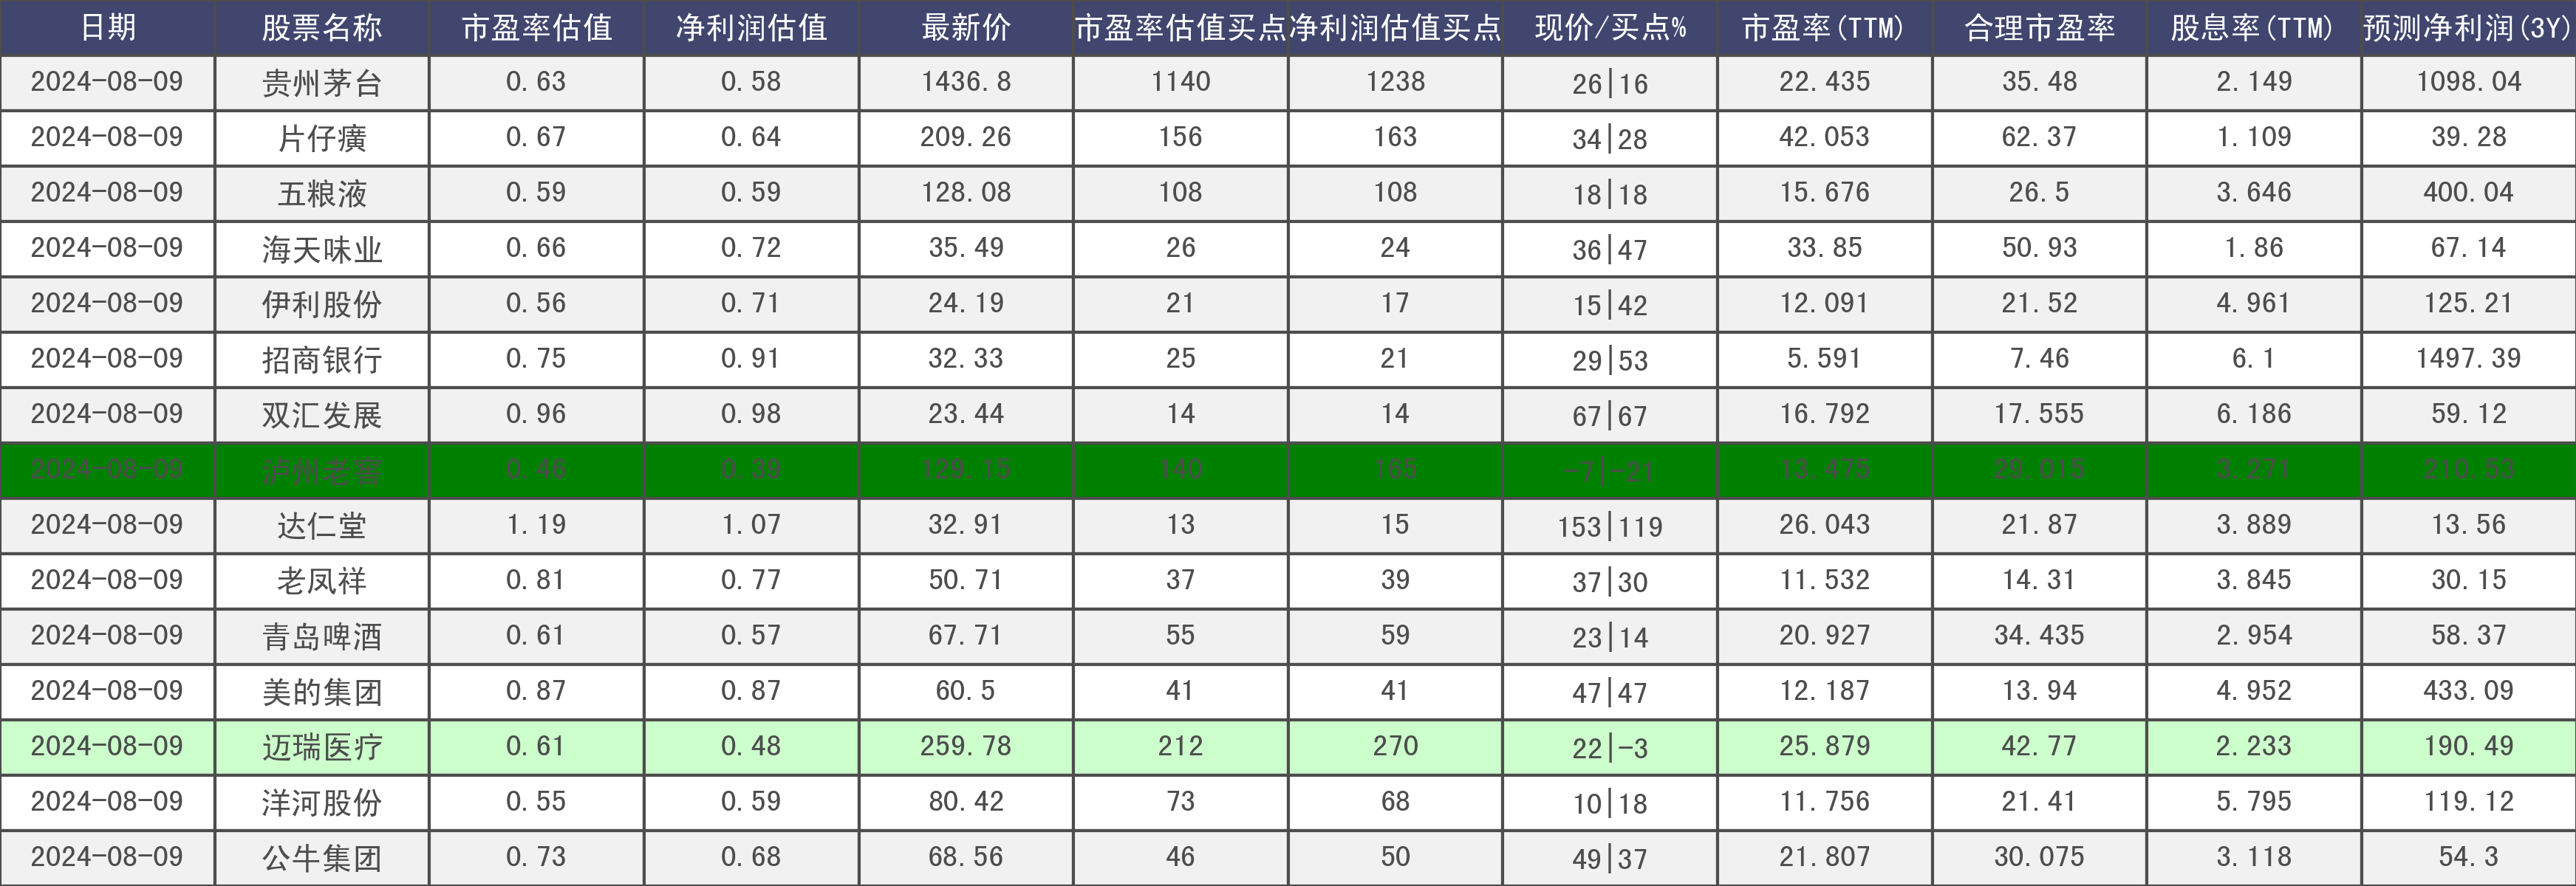 日期 股票名称 市盈率估值 净利润估值 最新价 市盈率估值买点 净利润估值买点 现价/买点% 市盈率(TTM) 合理市盈率 股息率(TTM) 预测净利润(3Y)
2024-08-09 贵州茅台 0.63 0.58 1436.8 1140 1238 26|16 22.435 35.48 2.149 1098.04
2024-08-09 片仔癀 0.67 0.64 209.26 156 163 34|28 42.053 62.37 1.109 39.28
2024-08-09 五粮液 0.59 0.59 128.08 108 108 18|18 15.676 26.5 3.646 400.04
2024-08-09 海天味业 0.66 0.72 35.49 26 24 36|47 33.85 50.93 1.86 67.14
2024-08-09 伊利股份 0.56 0.71 24.19 21 17 15|42 12.091 21.52 4.961 125.21
2024-08-09 招商银行 0.75 0.91 32.33 25 21 29|53 5.591 7.46 6.1 1497.39
2024-08-09 双汇发展 0.96 0.98 23.44 14 14 67|67 16.792 17.555 6.186 59.12
2024-08-09 泸州老窖 0.46 0.39 129.15 140 165 -7|-21 13.475 29.015 3.271 210.53
2024-08-09 达仁堂 1.19 1.07 32.91 13 15 153|119 26.043 21.87 3.889 13.56
2024-08-09 老凤祥 0.81 0.77 50.71 37 39 37|30 11.532 14.31 3.845 30.15
2024-08-09 青岛啤酒 0.61 0.57 67.71 55 59 23|14 20.927 34.435 2.954 58.37
2024-08-09 美的集团 0.87 0.87 60.5 41 41 47|47 12.187 13.94 4.952 433.09
2024-08-09 迈瑞医疗 0.61 0.48 259.78 212 270 22|-3 25.879 42.77 2.233 190.49
2024-08-09 洋河股份 0.55 0.59 80.42 73 68 10|18 11.756 21.41 5.795 119.12
2024-08-09 公牛集团 0.73 0.68 68.56 46 50 49|37 21.807 30.075 3.118 54.3